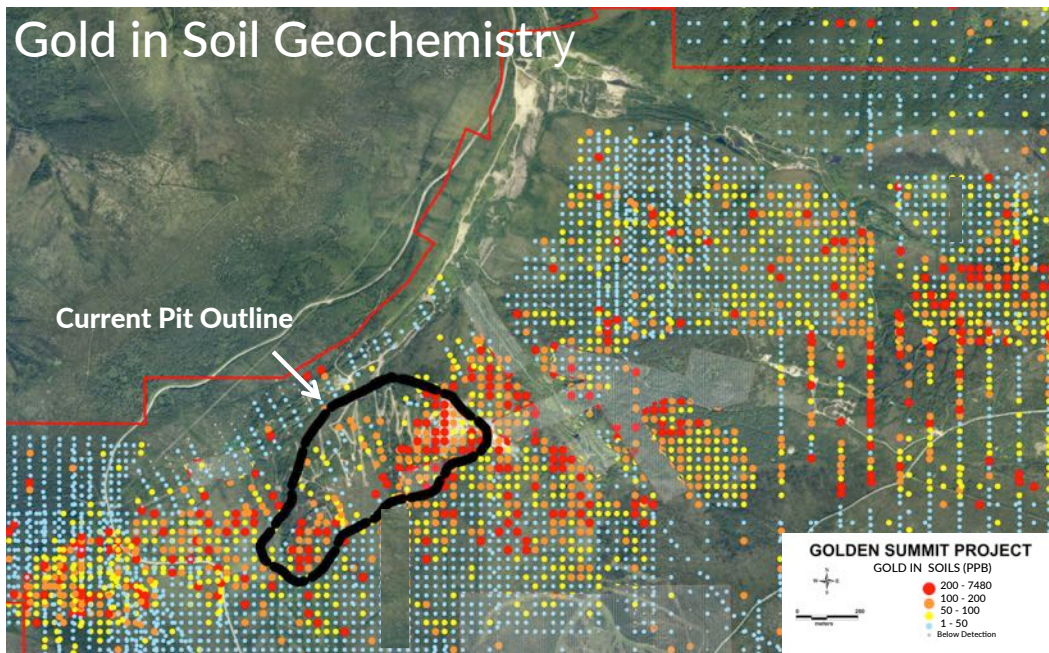 Gold in Soil Geochemistry
Current Pit Outline
GOLDEN SUMMIT PROJECT
GOLD IN SOILS (PPB)
N
W E
S
0 200
meters
200 - 7480
100 - 200
50 - 100
1 - 50
Below Detection